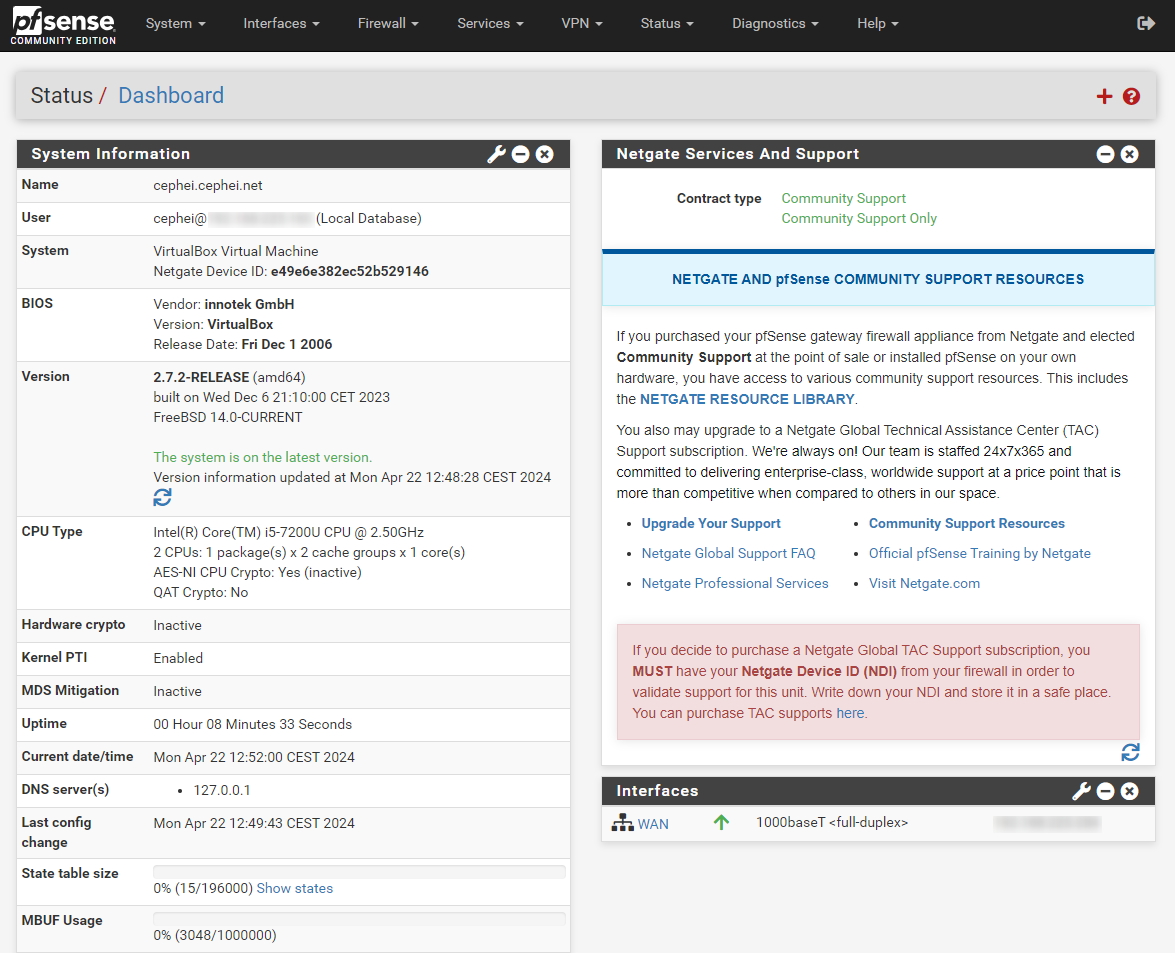 pfsense
COMMUNITY EDITION
System
Interfaces
Firewall
Services
VPN
Status
Diagnostics
Help
Status / Dashboard
System Information
Name cephei.cephei.net
User cephei@ (Local Database)
System VirtualBox Virtual Machine
Netgate Device ID: e49e6e382ec52b529146
BIOS Vendor: innotek GmbH
Version: VirtualBox
Release Date: Fri Dec 1 2006
Version 2.7.2-RELEASE (amd64)
built on Wed Dec 6 21:10:00 CET 2023
FreeBSD 14.0-CURRENT
The system is on the latest version.
Version information updated at Mon Apr 22 12:48:28 CEST 2024
CPU Type Intel(R) Core(TM) i5-7200U CPU @ 2.50GHz
2 CPUs: 1 package(s) x 2 cache groups x 1 core(s)
AES-NI CPU Crypto: Yes (inactive)
QAT Crypto: No
Hardware crypto Inactive
Kernel PTI Enabled
MDS Mitigation Inactive
Uptime 00 Hour 08 Minutes 33 Seconds
Current date/time Mon Apr 22 12:52:00 CEST 2024
DNS server(s) • 127.0.0.1
Last config Mon Apr 22 12:49:43 CEST 2024
change
State table size
0% (15/196000) Show states
MBUF Usage
0% (3048/1000000)
Netgate Services And Support
Contract type Community Support
Community Support Only
NETGATE AND pfSense COMMUNITY SUPPORT RESOURCES
If you purchased your pfSense gateway firewall appliance from Netgate and elected
Community Support at the point of sale or installed pfSense on your own
hardware, you have access to various community support resources. This includes
the NETGATE RESOURCE LIBRARY.
You also may upgrade to a Netgate Global Technical Assistance Center (TAC)
Support subscription. We're always on! Our team is staffed 24x7x365 and
committed to delivering enterprise-class, worldwide support at a price point that is
more than competitive when compared to others in our space.
• Upgrade Your Support
• Community Support Resources
• Netgate Global Support FAQ
• Official pfSense Training by Netgate
• Netgate Professional Services
• Visit Netgate.com
If you decide to purchase a Netgate Global TAC Support subscription, you
MUST have your Netgate Device ID (NDI) from your firewall in order to
validate support for this unit. Write down your NDI and store it in a safe place.
You can purchase TAC supports here.
Interfaces
WAN 1000baseT <full-duplex>